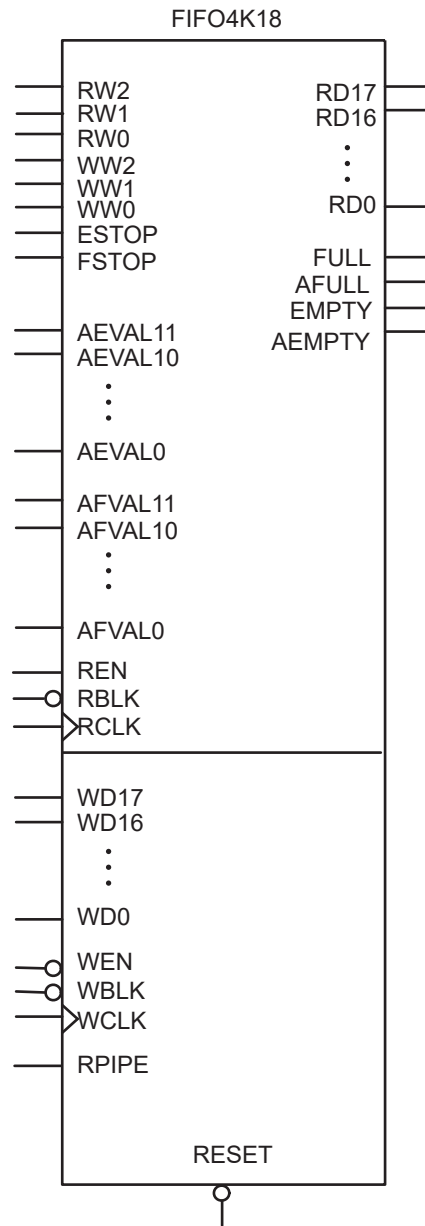 FIFO4K18
RW2
RW1
RW0
WW2
WW1
WW0
ESTOP
FSTOP
AEVAL11
AEVAL10
AEVAL0
AFVAL11
AFVAL10
AFVAL0
REN
RBLK
RCLK
WD17
WD16
WD0
WEN
WBLK
WCLK
RPIPE
RD17
RD16
RD0
FULL
AFULL
EMPTY
AEMPTY
RESET